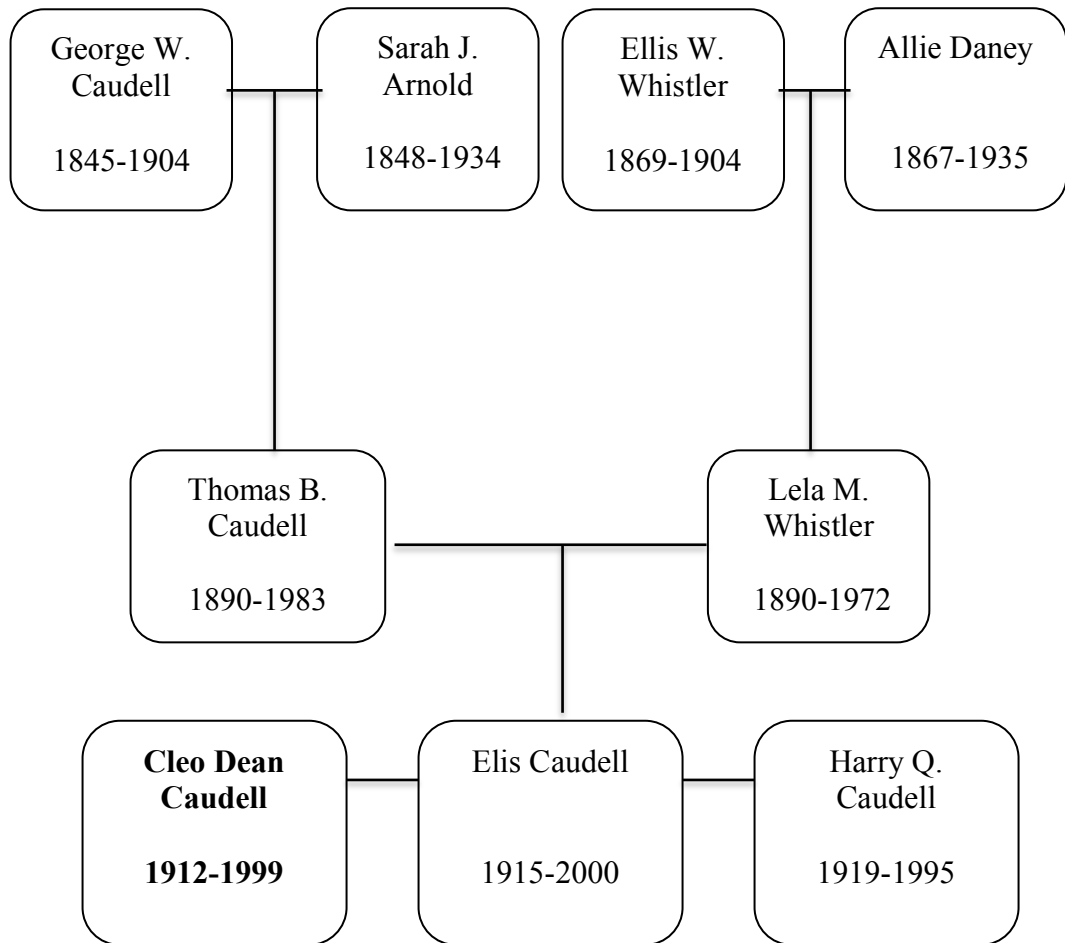 George W.
Caudell
1845-1904
Sarah J.
Arnold
1848-1934
Ellis W.
Whistler
1869-1904
Allie Daney
1867-1935
Thomas B.
Caudell
1890-1983
Lela M.
Whistler
1890-1972
Cleo Dean
Caudell
1912-1999
Elis Caudell
1915-2000
Harry Q.
Caudell
1919-1995